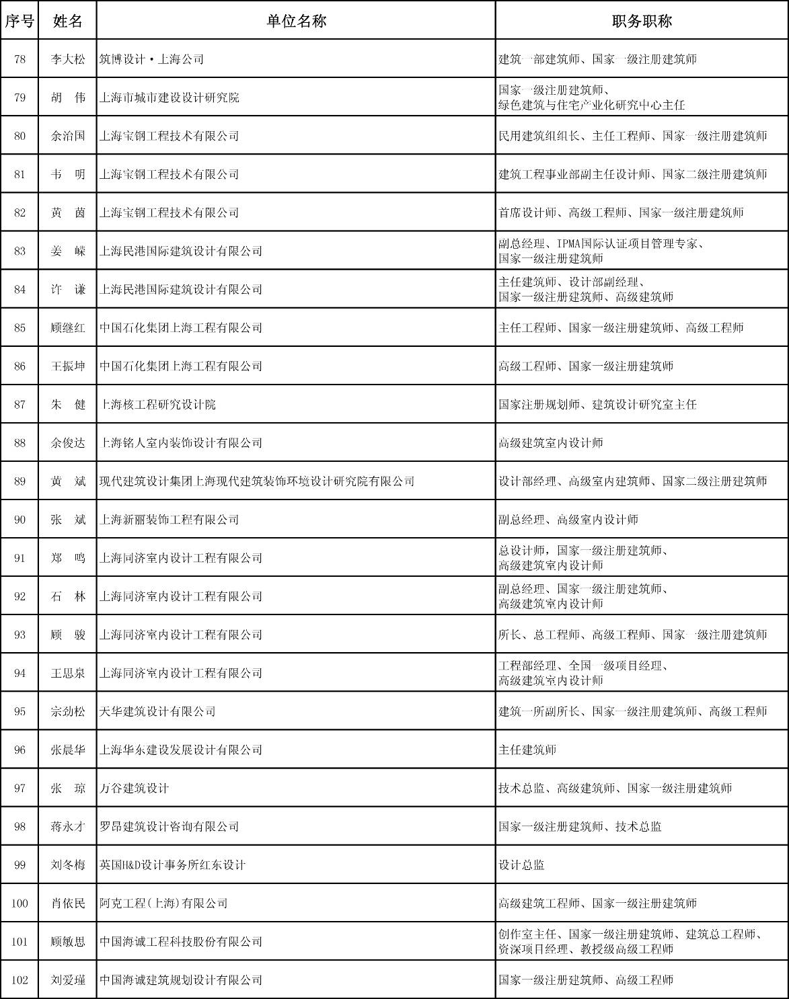 序号 姓名 单位名称 职务职称
78 李大松 筑博设计·上海公司 建筑一部建筑师、国家一级注册建筑师
79 胡 伟 上海市城市建设设计研究院 国家一级注册建筑师、
绿色建筑与住宅产业化研究中心主任
80 余治国 上海宝钢工程技术有限公司 民用建筑组组长、主任工程师、国家一级注册建筑师
81 韦 明 上海宝钢工程技术有限公司 建筑工程事业部副主任设计师、国家二级注册建筑师
82 黄 茵 上海宝钢工程技术有限公司 首席设计师、高级工程师、国家一级注册建筑师
83 姜 嵘 上海民港国际建筑设计有限公司 副总经理、IPMA国际认证项目管理专家、
国家一级注册建筑师
84 许 谦 上海民港国际建筑设计有限公司 主任建筑师、设计部副经理、
国家一级注册建筑师、高级建筑师
85 顾继红 中国石化集团上海工程有限公司 主任工程师、国家一级注册建筑师、高级工程师
86 王振坤 中国石化集团上海工程有限公司 高级工程师、国家一级注册建筑师
87 朱 健 上海核工程研究设计院 国家注册规划师、建筑设计研究室主任
88 余俊达 上海铭人室内装饰设计有限公司 高级建筑室内设计师
89 黄 斌 现代建筑设计集团上海现代建筑装饰环境设计研究院有限公司 设计部经理、高级室内建筑师、国家二级注册建筑师
90 张 斌 上海新丽装饰工程有限公司 副总经理、高级室内设计师
91 郑 鸣 上海同济室内设计工程有限公司 总设计师，国家一级注册建筑师、
高级建筑室内设计师
92 石 林 上海同济室内设计工程有限公司 副总经理、国家一级注册建筑师、
高级建筑室内设计师
93 顾 骏 上海同济室内设计工程有限公司 所长、总工程师、高级工程师、国家一级注册建筑师
94 王思泉 上海同济室内设计工程有限公司 工程部经理、全国一级项目经理、
高级建筑室内设计师
95 宗劲松 天华建筑设计有限公司 建筑一所副所长、国家一级注册建筑师、高级工程师
96 张晨华 上海华东建设发展设计有限公司 主任建筑师
97 张 琼 万谷建筑设计 技术总监、高级建筑师、国家一级注册建筑师
98 蒋永才 罗昂建筑设计咨询有限公司 国家一级注册建筑师、技术总监
99 刘冬梅 英国H&D设计事务所红东设计 设计总监
100 肖依民 阿克工程(上海)有限公司 高级建筑工程师、国家一级注册建筑师
101 顾敏思 中国海诚工程科技股份有限公司 创作室主任、国家一级注册建筑师、建筑总工程师、
资深项目经理、教授级高级工程师
102 刘爱瑾 中国海诚建筑规划设计有限公司 国家一级注册建筑师、高级工程师